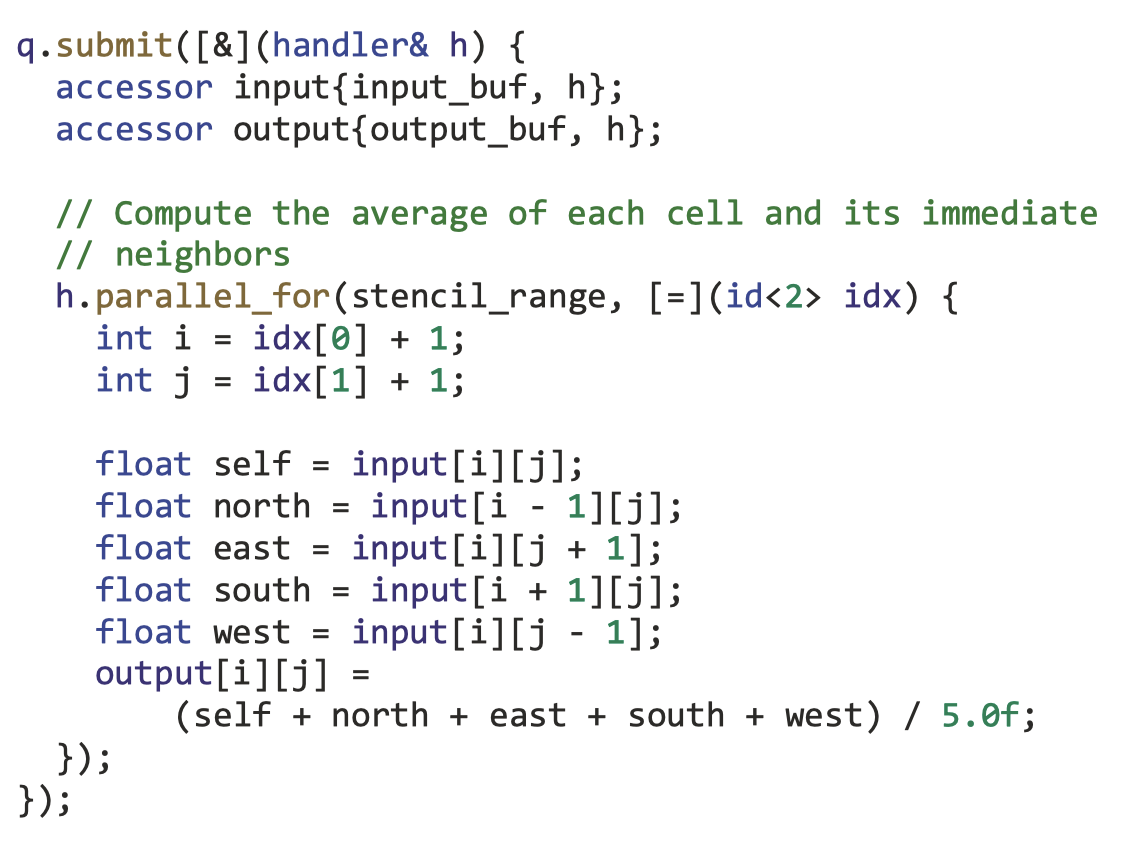 q.submit([&](handler& h) {
  accessor input{input_buf, h};
  accessor output{output_buf, h};

  // Compute the average of each cell and its immediate
  // neighbors
  h.parallel_for(stencil_range, [=](id<2> idx) {
    int i = idx[0] + 1;
    int j = idx[1] + 1;

    float self = input[i][j];
    float north = input[i - 1][j];
    float east = input[i][j + 1];
    float south = input[i + 1][j];
    float west = input[i][j - 1];
    output[i][j] =
        (self + north + east + south + west) / 5.0f;
  });
});